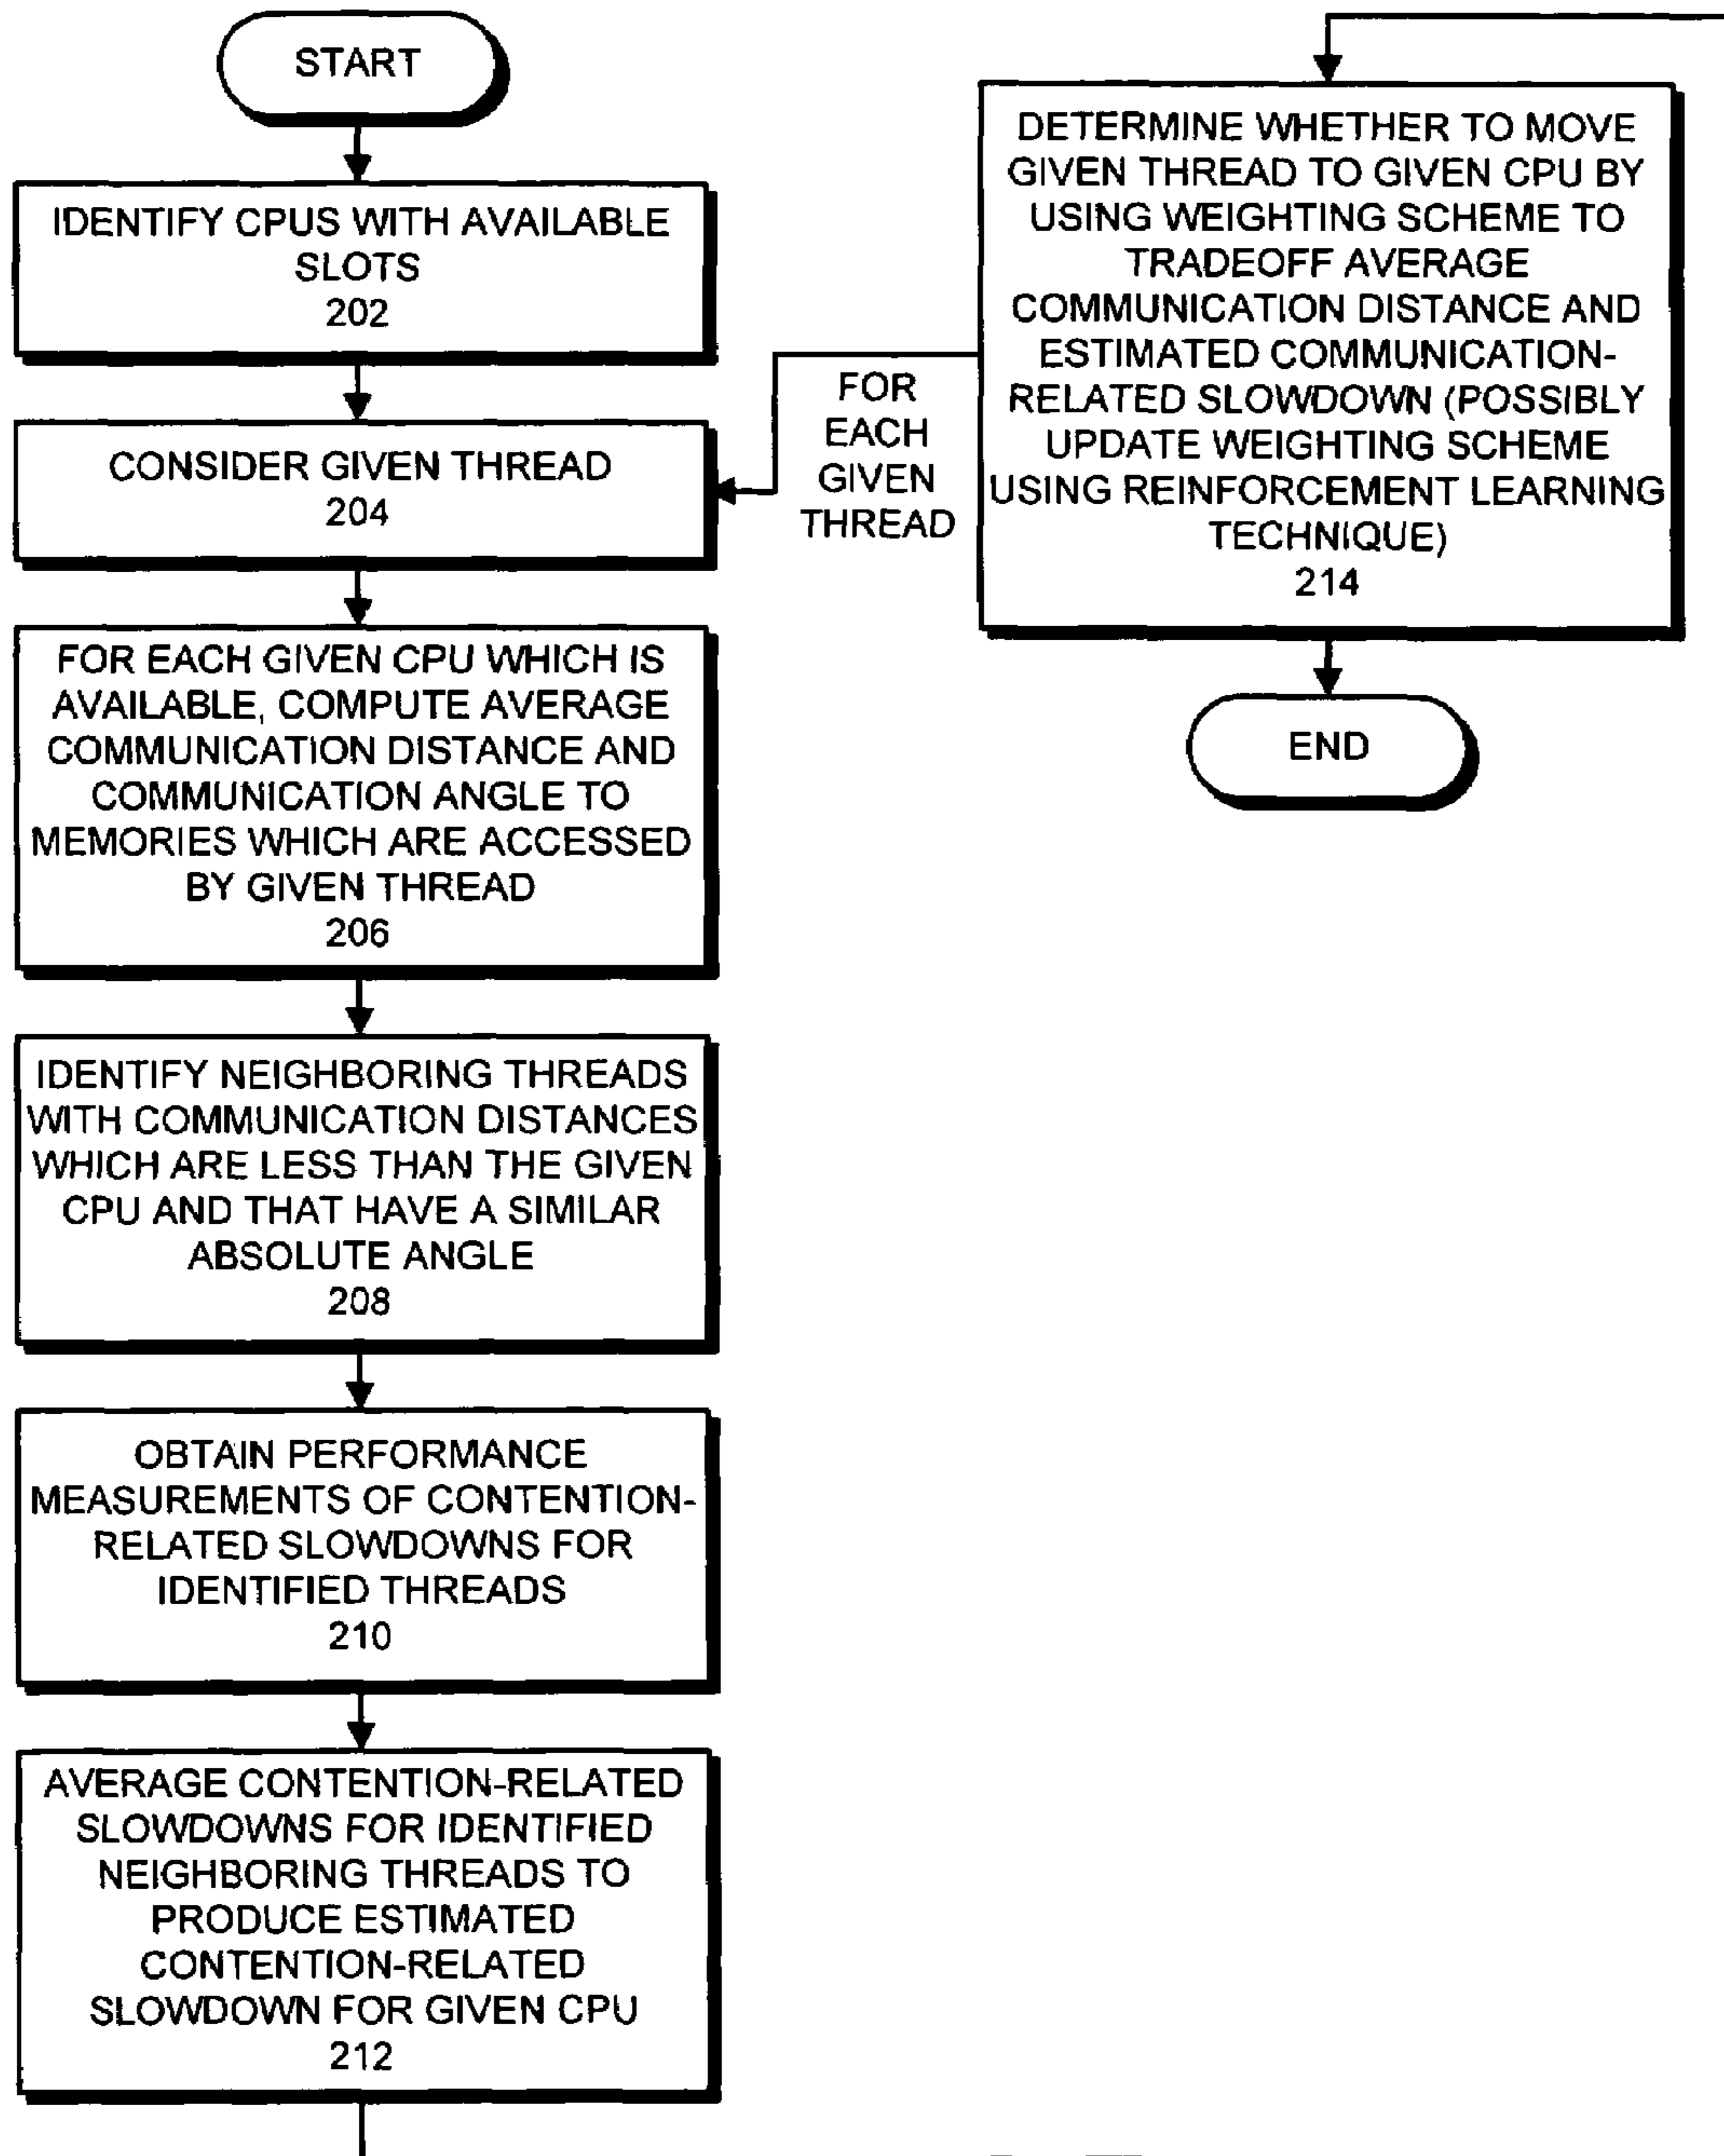 START
IDENTIFY CPUS WITH AVAILABLE
SLOTS
202
CONSIDER GIVEN THREAD
204
FOR EACH GIVEN CPU WHICH IS
AVAILABLE, COMPUTE AVERAGE
COMMUNICATION DISTANCE AND
COMMUNICATION ANGLE TO
MEMORIES WHICH ARE ACCESSED
BY GIVEN THREAD
206
IDENTIFY NEIGHBORING THREADS
WITH COMMUNICATION DISTANCES
WHICH ARE LESS THAN THE GIVEN
CPU AND THAT HAVE A SIMILAR
ABSOLUTE ANGLE
208
OBTAIN PERFORMANCE
MEASUREMENTS OF CONTENTION-
RELATED SLOWDOWNS FOR
IDENTIFIED THREADS
210
AVERAGE CONTENTION-RELATED
SLOWDOWNS FOR IDENTIFIED
NEIGHBORING THREADS TO
PRODUCE ESTIMATED
CONTENTION-RELATED
SLOWDOWN FOR GIVEN CPU
212
DETERMINE WHETHER TO MOVE
GIVEN THREAD TO GIVEN CPU BY
USING WEIGHTING SCHEME TO
TRADEOFF AVERAGE
COMMUNICATION DISTANCE AND
ESTIMATED COMMUNICATION-
RELATED SLOWDOWN (POSSIBLY
UPDATE WEIGHTING SCHEME
USING REINFORCEMENT LEARNING
TECHNIQUE)
214
FOR
EACH
GIVEN
THREAD
END